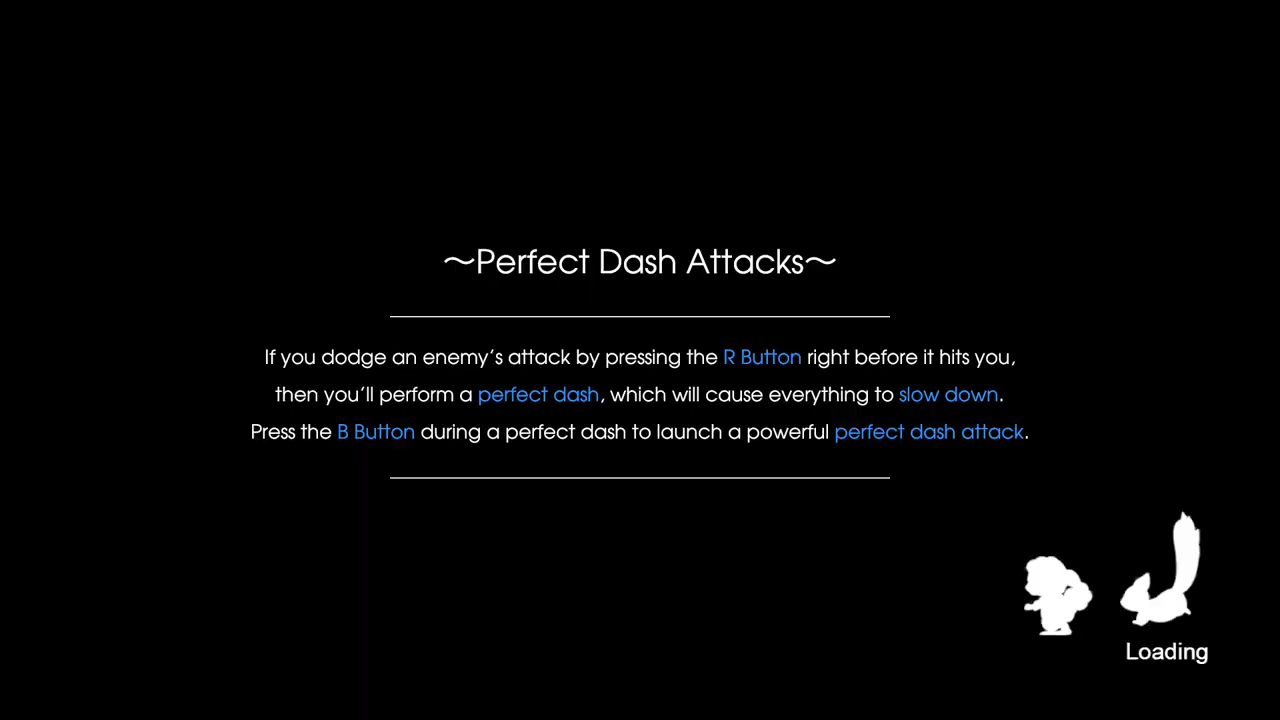 ～Perfect Dash Attacks～
If you dodge an enemy's attack by pressing the R Button right before it hits you,
then you'll perform a perfect dash, which will cause everything to slow down.
Press the B Button during a perfect dash to launch a powerful perfect dash attack.
Loading